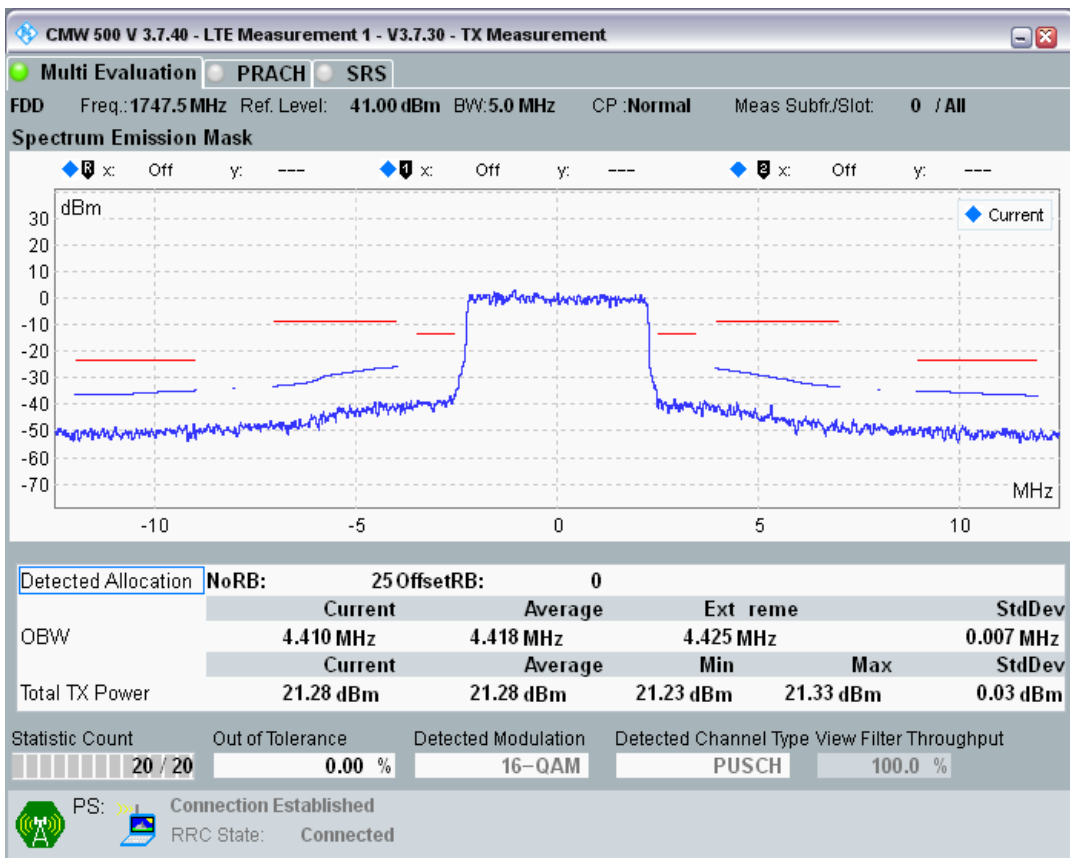 CMW 500 V 3.7.40 - LTE Measurement 1 - V3.7.30 - TX Measurement
Multi Evaluation PRACH SRS
FDD Freq.: 1747.5 MHz Ref. Level: 41.00 dBm BW: 5.0 MHz CP : Normal Meas Subfr./Slot: 0 / All
Spectrum Emission Mask
R x: Off y: --- 1 x: Off y: --- 2 x: Off y: ---
dBm
Current
30
20
10
0
-10
-20
-30
-40
-50
-60
-70
MHz
-10 -5 0 5 10
Detected Allocation NoRB: 25 OffsetRB: 0
Current Average Ext reme StdDev
OBW 4.410 MHz 4.418 MHz 4.425 MHz 0.007 MHz
Current Average Min Max StdDev
Total TX Power 21.28 dBm 21.28 dBm 21.23 dBm 21.33 dBm 0.03 dBm
Statistic Count Out of Tolerance Detected Modulation Detected Channel Type View Filter Throughput
20 / 20 0.00 % 16-QAM PUSCH 100.0 %
PS: Connection Established
RRC State: Connected